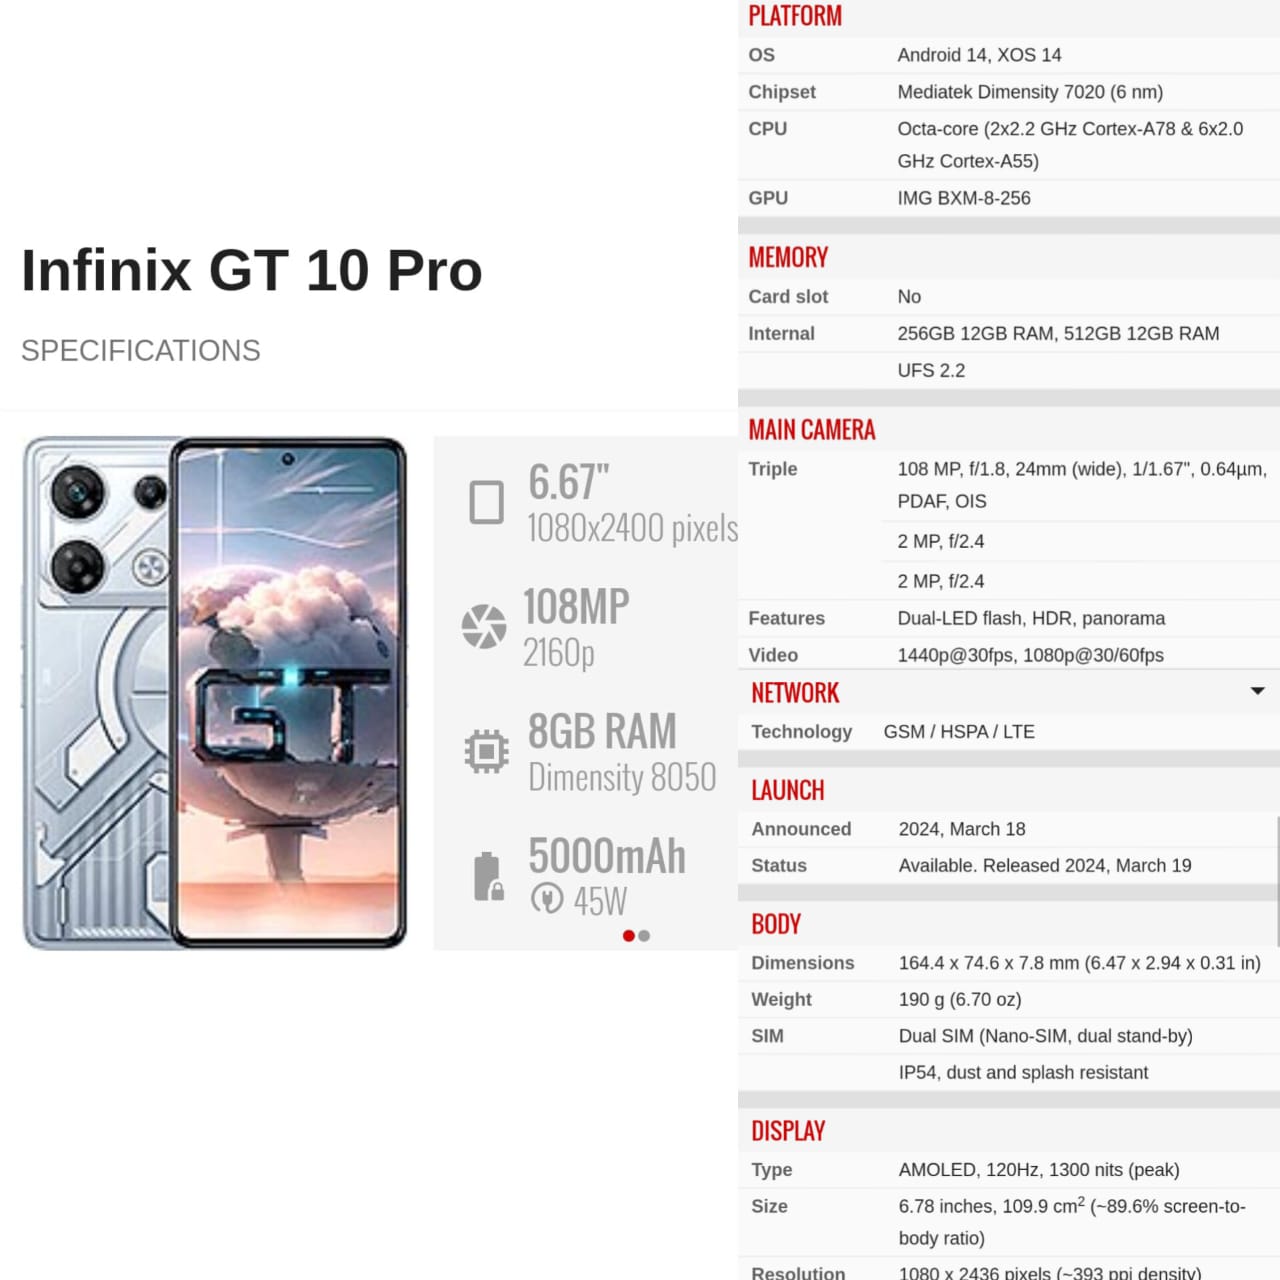 Infinix GT 10 Pro
SPECIFICATIONS
GT
6.67"
1080x2400 pixels
108MP
2160p
8GB RAM
Dimensity 8050
5000mAh
45W
PLATFORM
OS Android 14, XOS 14
Chipset Mediatek Dimensity 7020 (6 nm)
CPU Octa-core (2x2.2 GHz Cortex-A78 & 6x2.0
GHz Cortex-A55)
GPU IMG BXM-8-256
MEMORY
Card slot No
Internal 256GB 12GB RAM, 512GB 12GB RAM
UFS 2.2
MAIN CAMERA
Triple 108 MP, f/1.8, 24mm (wide), 1/1.67", 0.64µm,
PDAF, OIS
2 MP, f/2.4
2 MP, f/2.4
Features Dual-LED flash, HDR, panorama
Video 1440p@30fps, 1080p@30/60fps
NETWORK
Technology GSM / HSPA / LTE
LAUNCH
Announced 2024, March 18
Status Available. Released 2024, March 19
BODY
Dimensions 164.4 x 74.6 x 7.8 mm (6.47 x 2.94 x 0.31 in)
Weight 190 g (6.70 oz)
SIM Dual SIM (Nano-SIM, dual stand-by)
IP54, dust and splash resistant
DISPLAY
Type AMOLED, 120Hz, 1300 nits (peak)
Size 6.78 inches, 109.9 cm² (~89.6% screen-to-
body ratio)
Resolution 1080 x 2436 pixels (~393 ppi density)